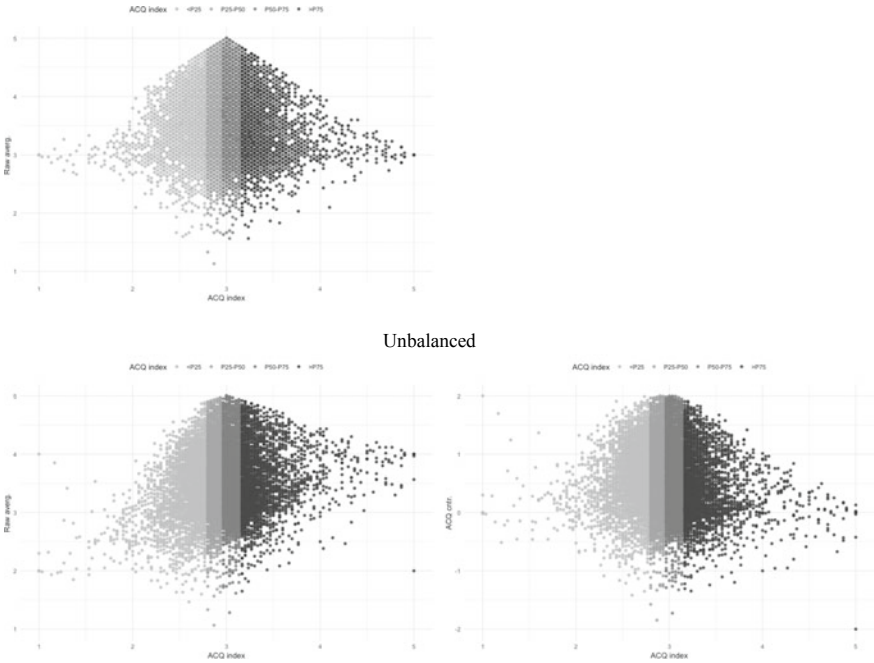 ACQ index <P25 P25-P50 P50-P75 >P75
5
4
3
2
1
Raw averg.
1 2 3 4 5
ACQ index
Unbalanced
ACQ index <P25 P25-P50 P50-P75 >P75
5
4
3
2
1
Raw averg.
1 2 3 4 5
ACQ index
ACQ index <P25 P25-P50 P50-P75 >P75
2
1
0
-1
-2
ACQ cntr.
1 2 3 4 5
ACQ index